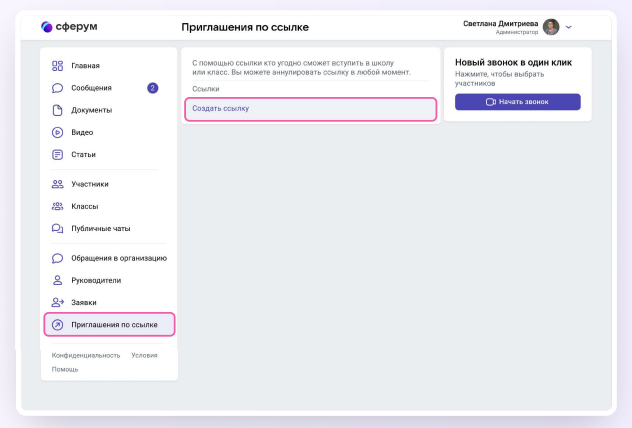 сферум
Приглашения по ссылке
Светлана Дмитриева
Администратор
Главная
Сообщения 2
Документы
Видео
Статьи
Участники
Классы
Публичные чаты
Обращения в организацию
Руководители
Заявки
Приглашения по ссылке
Конфиденциальность Условия
Помощь
С помощью ссылки кто угодно сможет вступить в школу
или класс. Вы можете аннулировать ссылку в любой момент.
Ссылки
Создать ссылку
Новый звонок в один клик
Нажмите, чтобы выбрать
участников
Начать звонок